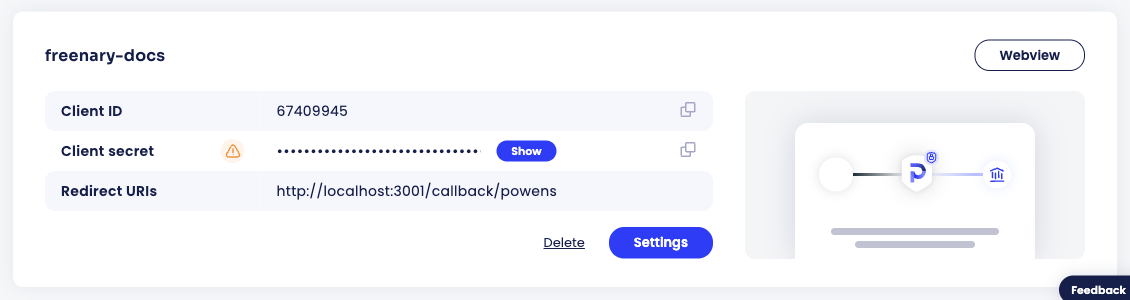 freenary-docs
Webview
Client ID 67409945
Client secret •••••••••••••••••••••••••••••• Show
Redirect URIs http://localhost:3001/callback/powens
Delete Settings
Feedback